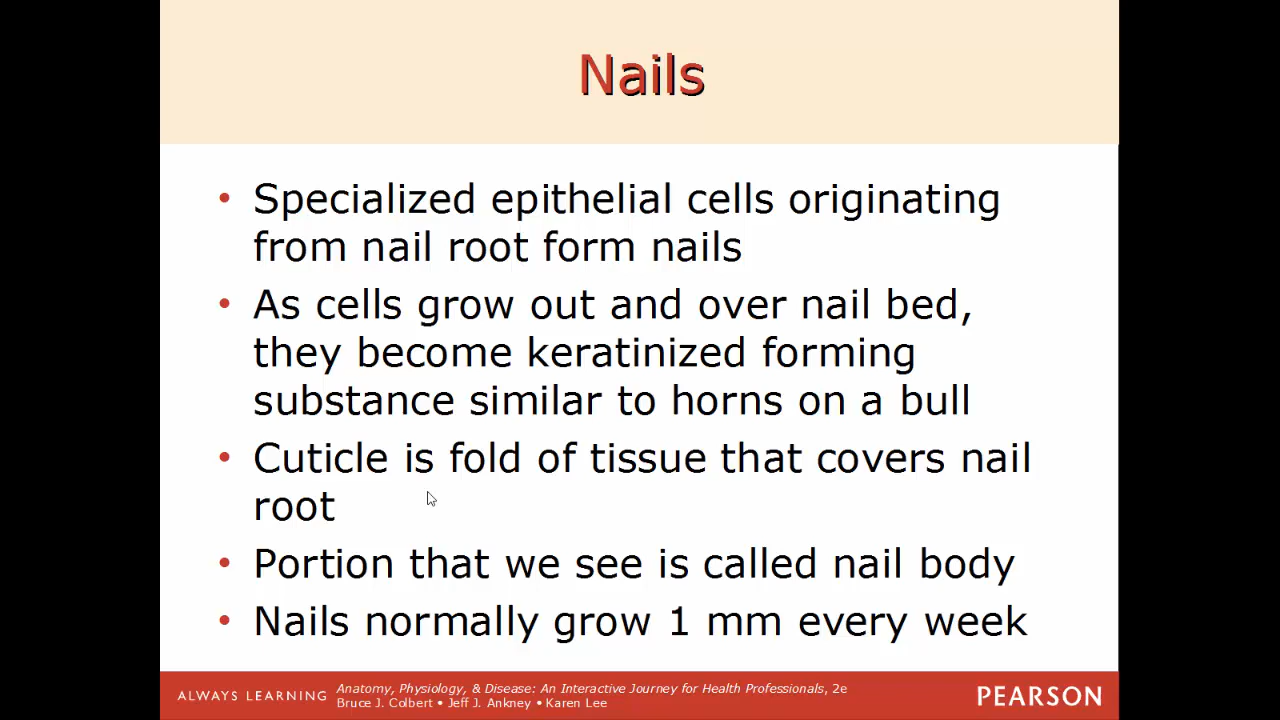 Nails
• Specialized epithelial cells originating
from nail root form nails
• As cells grow out and over nail bed,
they become keratinized forming
substance similar to horns on a bull
• Cuticle is fold of tissue that covers nail
root
• Portion that we see is called nail body
• Nails normally grow 1 mm every week
ALWAYS LEARNING
Anatomy, Physiology, & Disease: An Interactive Journey for Health Professionals, 2e
Bruce J. Colbert • Jeff J. Ankney • Karen Lee
PEARSON